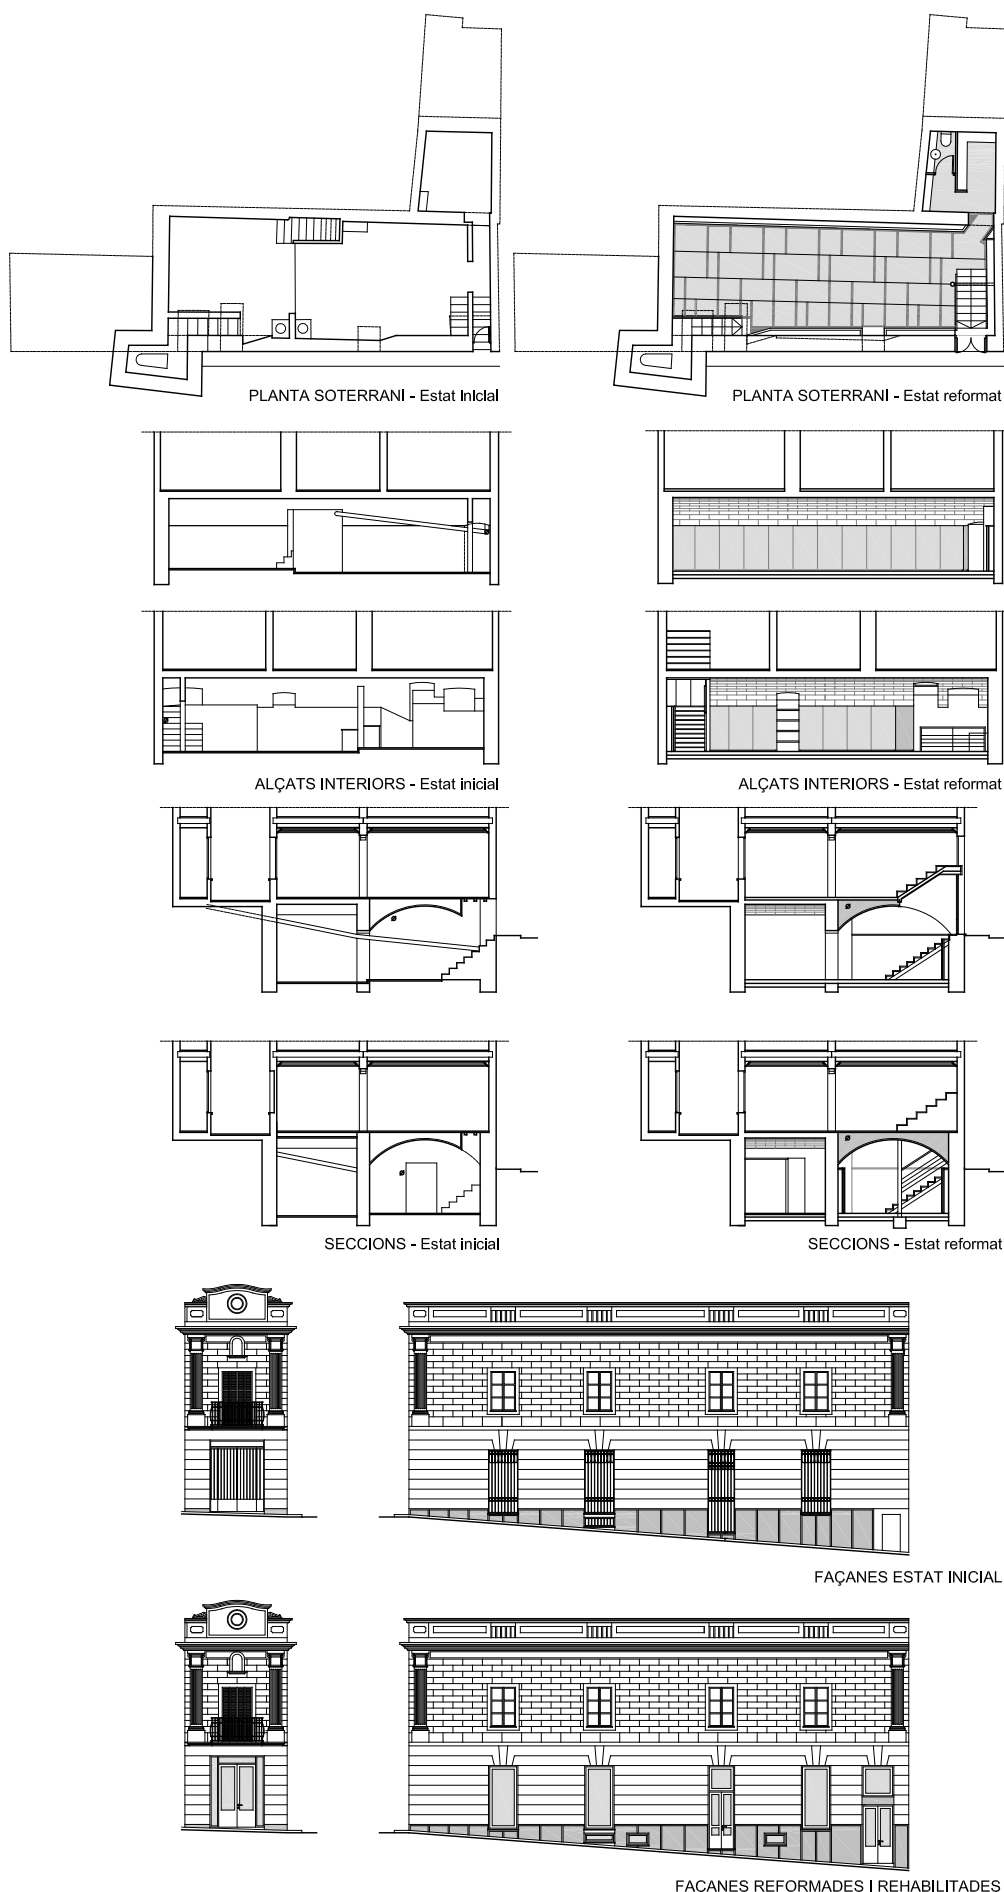 PLANTA SOTERRANI - Estat inicial
PLANTA SOTERRANI - Estat reformat
ALÇATS INTERIORS - Estat inicial
ALÇATS INTERIORS - Estat reformat
SECCIONS - Estat inicial
SECCIONS - Estat reformat
FAÇANES ESTAT INICIAL
FAÇANES REFORMADES I REHABILITADES